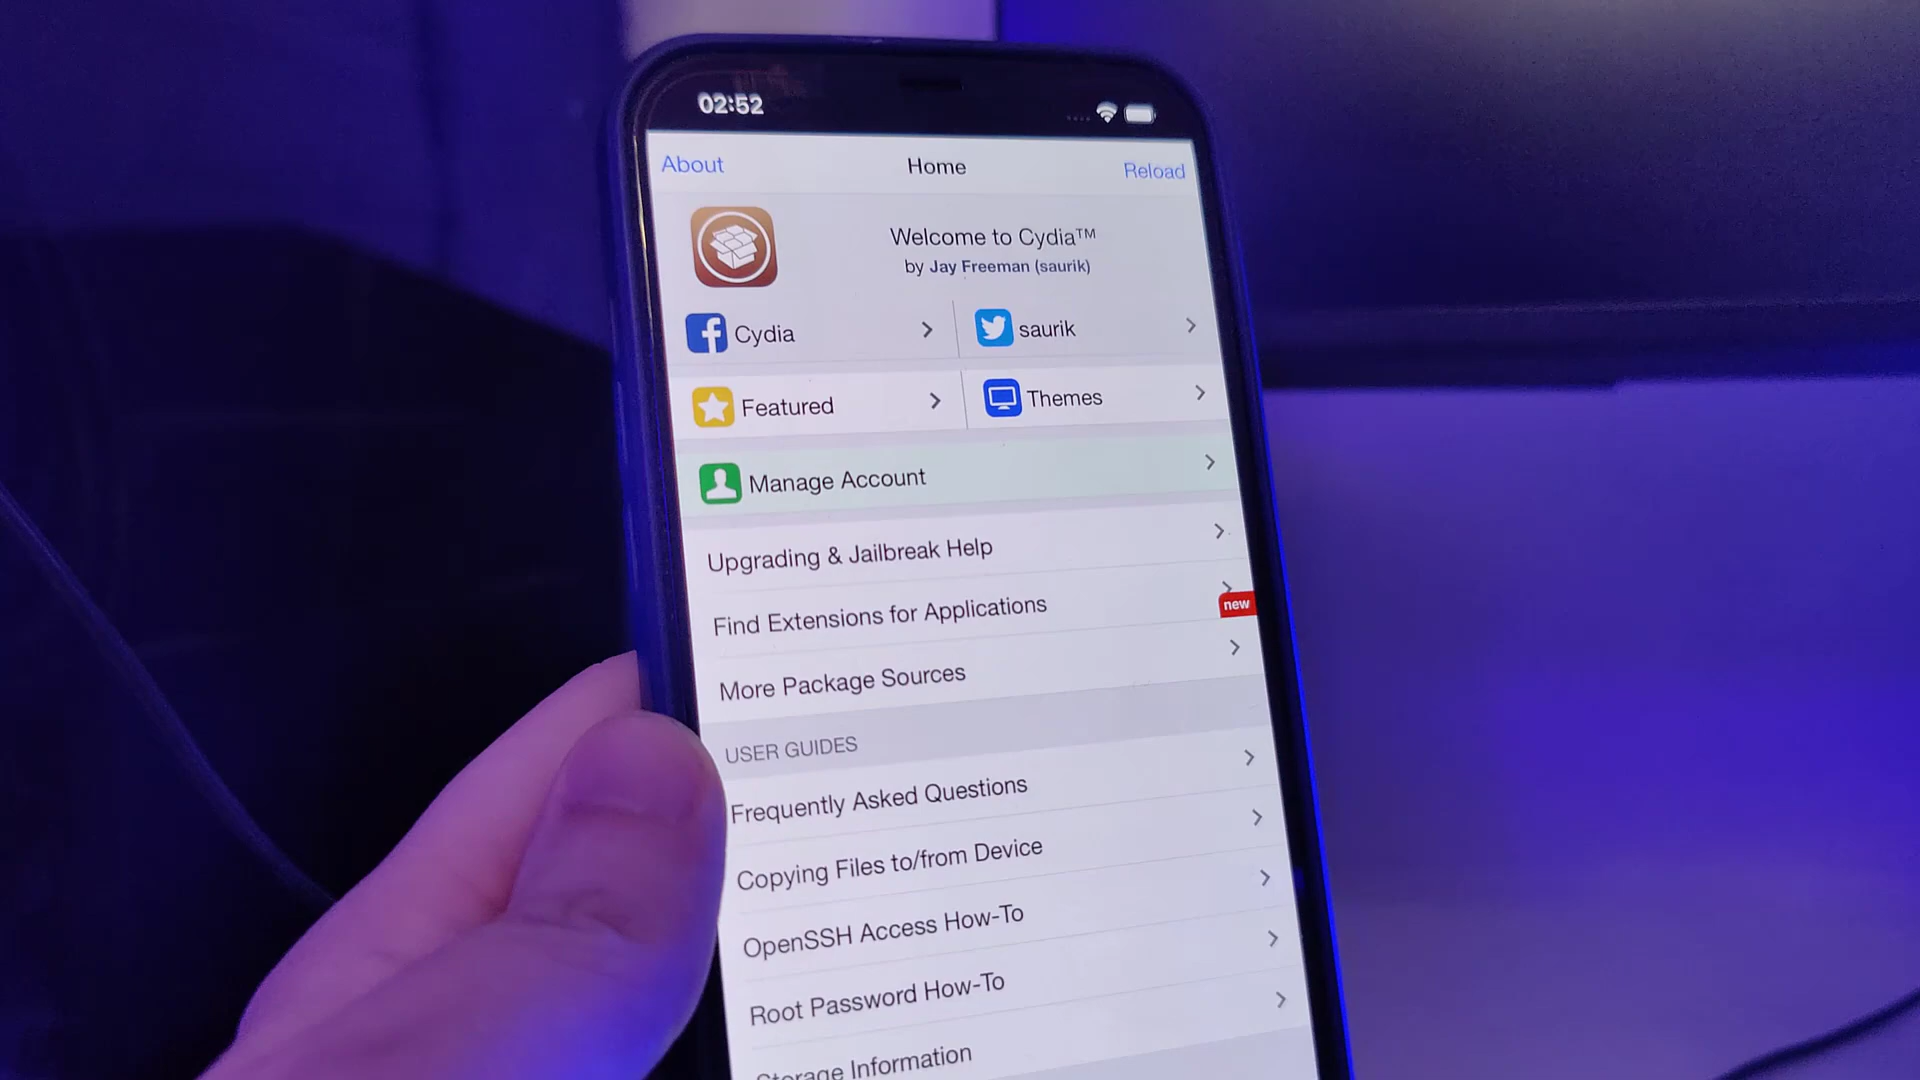 02:52
About Home Reload
Welcome to Cydia™
by Jay Freeman (saurik)
Cydia saurik
Featured Themes
Manage Account
Upgrading & Jailbreak Help
Find Extensions for Applications
new
More Package Sources
USER GUIDES
Frequently Asked Questions
Copying Files to/from Device
OpenSSH Access How-To
Root Password How-To
Storage Information